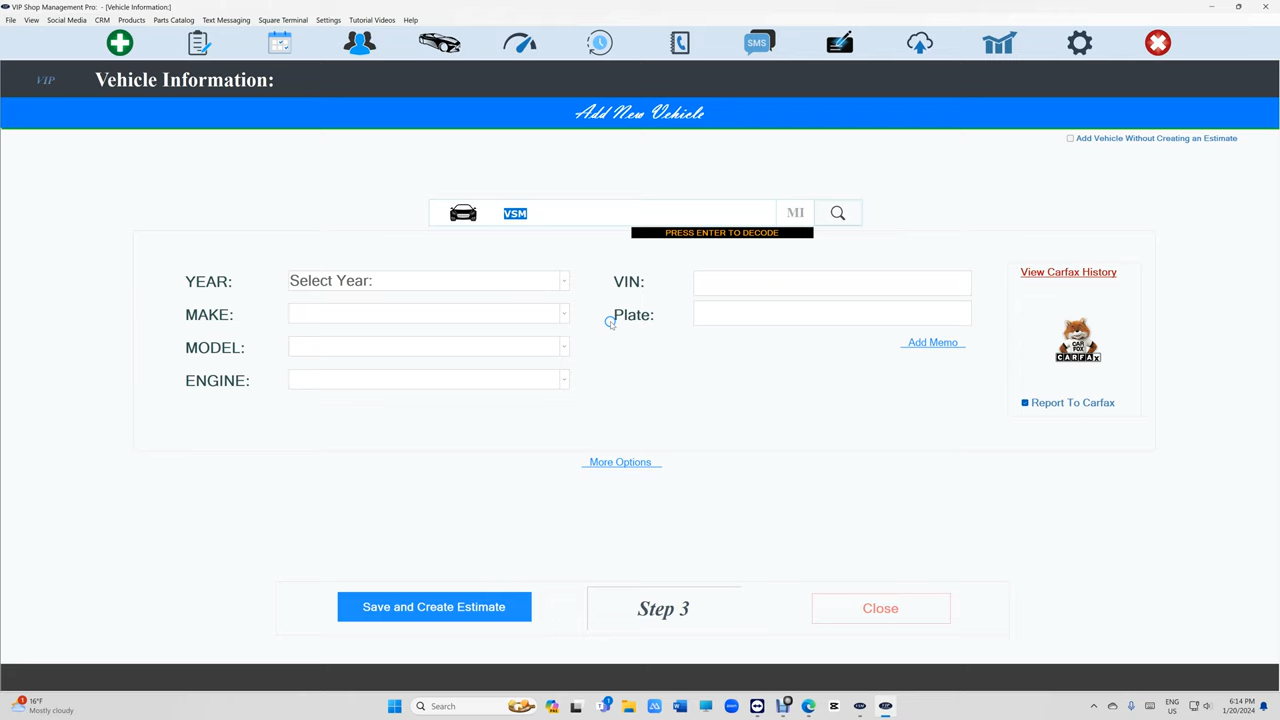 VIP Shop Management Pro: - [Vehicle Information:]
File View Social Media CRM Products Parts Catalog Text Messaging Square Terminal Settings Tutorial Videos Help
SMS
VIP Vehicle Information:
Add New Vehicle
Add Vehicle Without Creating an Estimate
VSM MI
PRESS ENTER TO DECODE
YEAR: Select Year: VIN:
View Carfax History
MAKE: Plate:
MODEL: Add Memo
CAR FOX
CARFAX
ENGINE:
Report To Carfax
More Options
Save and Create Estimate Step 3 Close
1 16°F
Mostly cloudy
Search
1
ENG
US
6:14 PM
1/20/2024